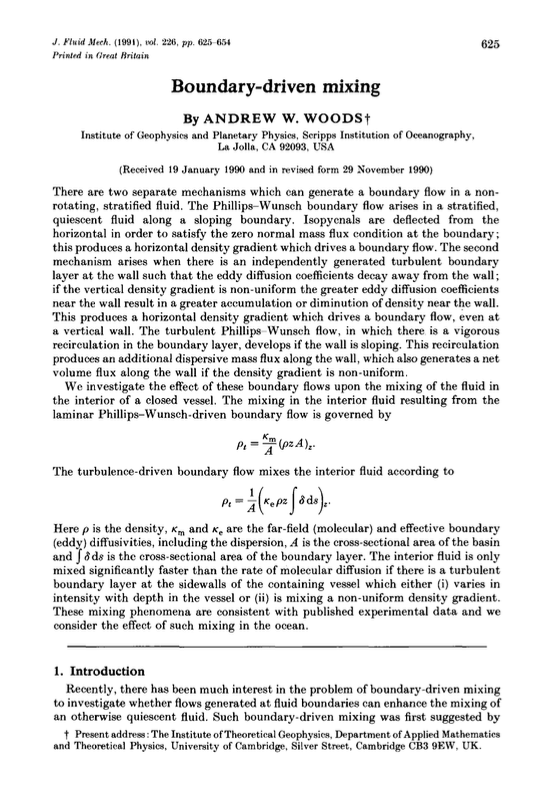 J. Fluid Mech. (1991), vol. 226, pp. 625–654
Printed in Great Britain
625
Boundary-driven mixing
By ANDREW W. WOODS†
Institute of Geophysics and Planetary Physics, Scripps Institution of Oceanography,
La Jolla, CA 92093, USA
(Received 19 January 1990 and in revised form 29 November 1990)
There are two separate mechanisms which can generate a boundary flow in a non-
rotating, stratified fluid. The Phillips–Wunsch boundary flow arises in a stratified,
quiescent fluid along a sloping boundary. Isopycnals are deflected from the
horizontal in order to satisfy the zero normal mass flux condition at the boundary;
this produces a horizontal density gradient which drives a boundary flow. The second
mechanism arises when there is an independently generated turbulent boundary
layer at the wall such that the eddy diffusion coefficients decay away from the wall;
if the vertical density gradient is non-uniform the greater eddy diffusion coefficients
near the wall result in a greater accumulation or diminution of density near the wall.
This produces a horizontal density gradient which drives a boundary flow, even at
a vertical wall. The turbulent Phillips–Wunsch flow, in which there is a vigorous
recirculation in the boundary layer, develops if the wall is sloping. This recirculation
produces an additional dispersive mass flux along the wall, which also generates a net
volume flux along the wall if the density gradient is non-uniform.
We investigate the effect of these boundary flows upon the mixing of the fluid in
the interior of a closed vessel. The mixing in the interior fluid resulting from the
laminar Phillips–Wunsch-driven boundary flow is governed by
ρt = κm/A (ρzA)z.
The turbulence-driven boundary flow mixes the interior fluid according to
ρt = 1/A (κeρz ∫ δ ds)z.
Here ρ is the density, κm and κe are the far-field (molecular) and effective boundary
(eddy) diffusivities, including the dispersion, A is the cross-sectional area of the basin
and ∫ δ ds is the cross-sectional area of the boundary layer. The interior fluid is only
mixed significantly faster than the rate of molecular diffusion if there is a turbulent
boundary layer at the sidewalls of the containing vessel which either (i) varies in
intensity with depth in the vessel or (ii) is mixing a non-uniform density gradient.
These mixing phenomena are consistent with published experimental data and we
consider the effect of such mixing in the ocean.
1. Introduction
Recently, there has been much interest in the problem of boundary-driven mixing
to investigate whether flows generated at fluid boundaries can enhance the mixing of
an otherwise quiescent fluid. Such boundary-driven mixing was first suggested by
† Present address: The Institute of Theoretical Geophysics, Department of Applied Mathematics
and Theoretical Physics, University of Cambridge, Silver Street, Cambridge CB3 9EW, UK.